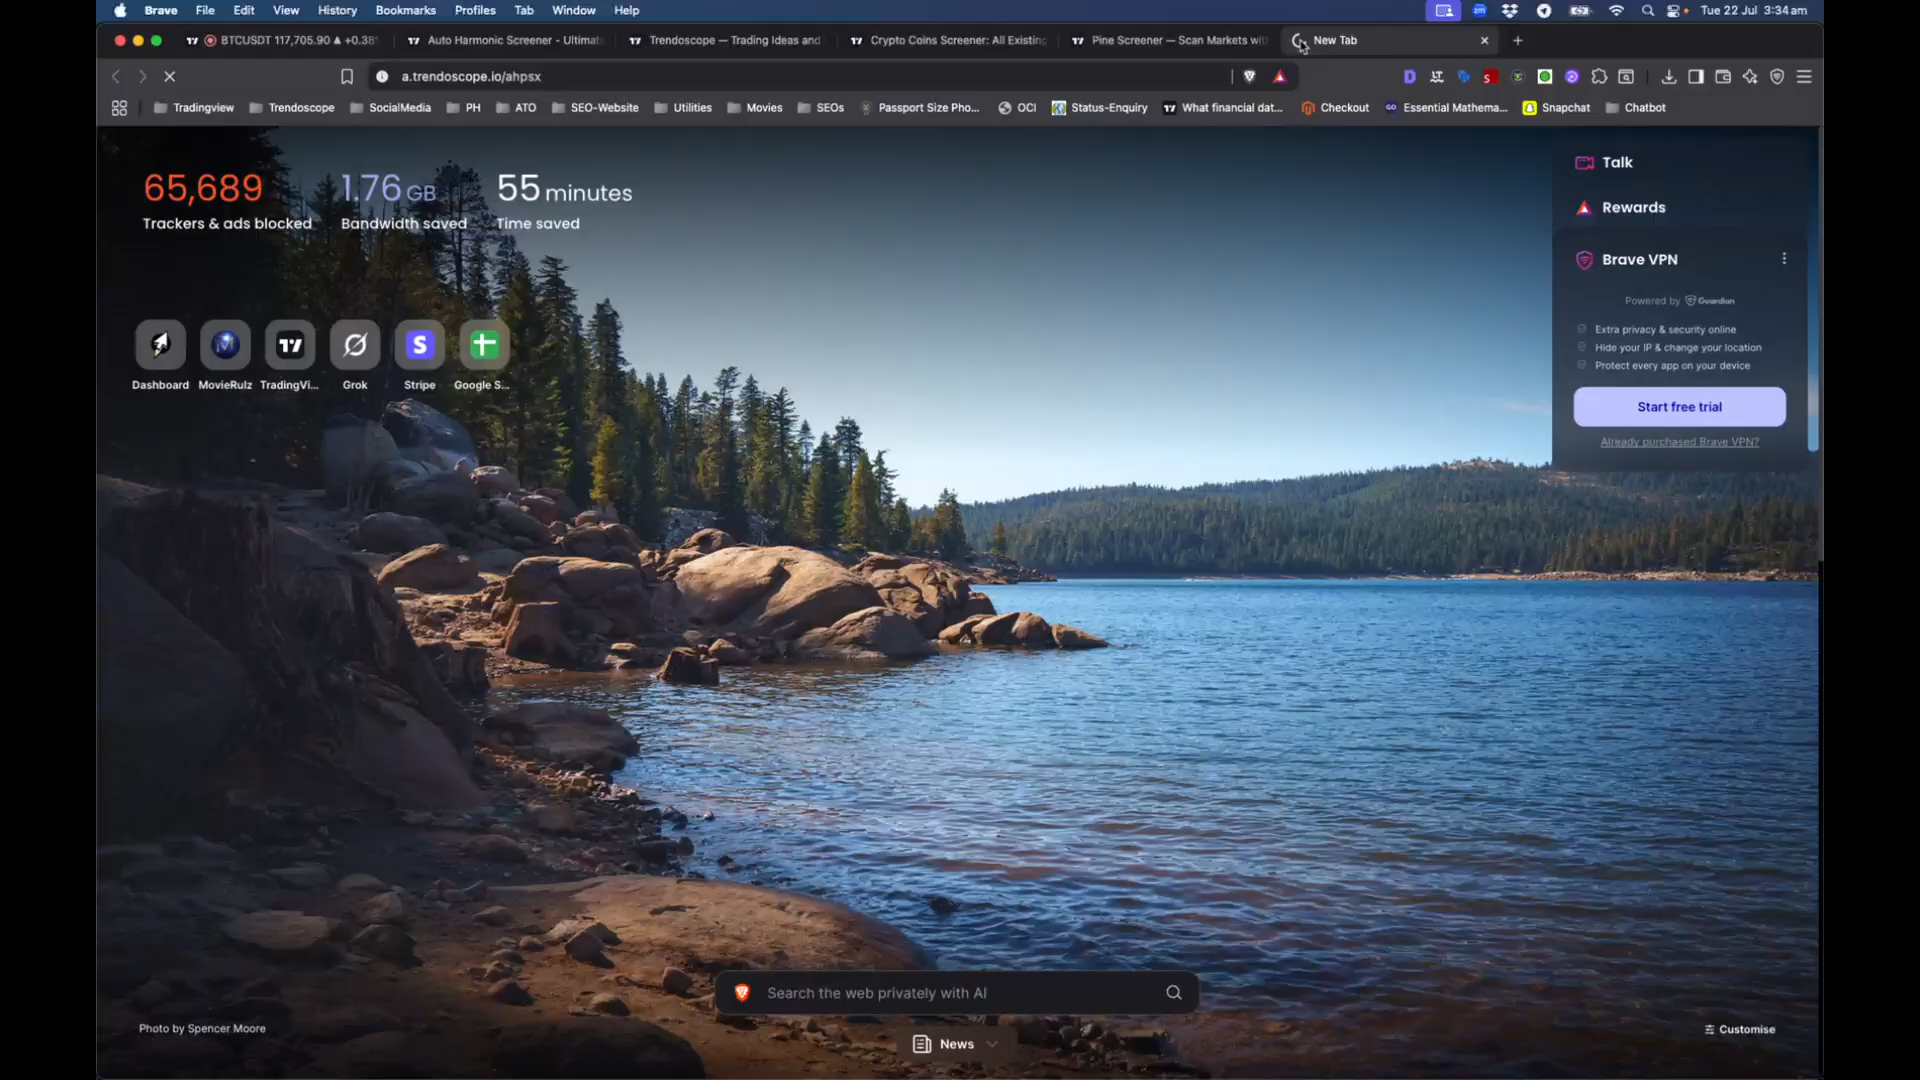 Brave File Edit View History Bookmarks Profiles Tab Window Help Tue 22 Jul 3:34 am
BTCUSDT 117,705.90 ▲ +0.38% Auto Harmonic Screener - Ultimat Trendoscope — Trading Ideas and Crypto Coins Screener: All Existing Pine Screener — Scan Markets wit New Tab
a.trendoscope.io/ahpsx
Tradingview Trendoscope SocialMedia PH ATO SEO-Website Utilities Movies SEOs Passport Size Pho... OCI Status-Enquiry What financial dat... Checkout Essential Mathema... Snapchat Chatbot
65,689
Trackers & ads blocked
1.76 GB
Bandwidth saved
55 minutes
Time saved
Dashboard MovieRulz TradingVi... Grok Stripe Google S...
Talk
Rewards
Brave VPN
Powered by Guardian
Extra privacy & security online
Hide your IP & change your location
Protect every app on your device
Start free trial
Already purchased Brave VPN?
Search the web privately with AI
News
Photo by Spencer Moore
Customise